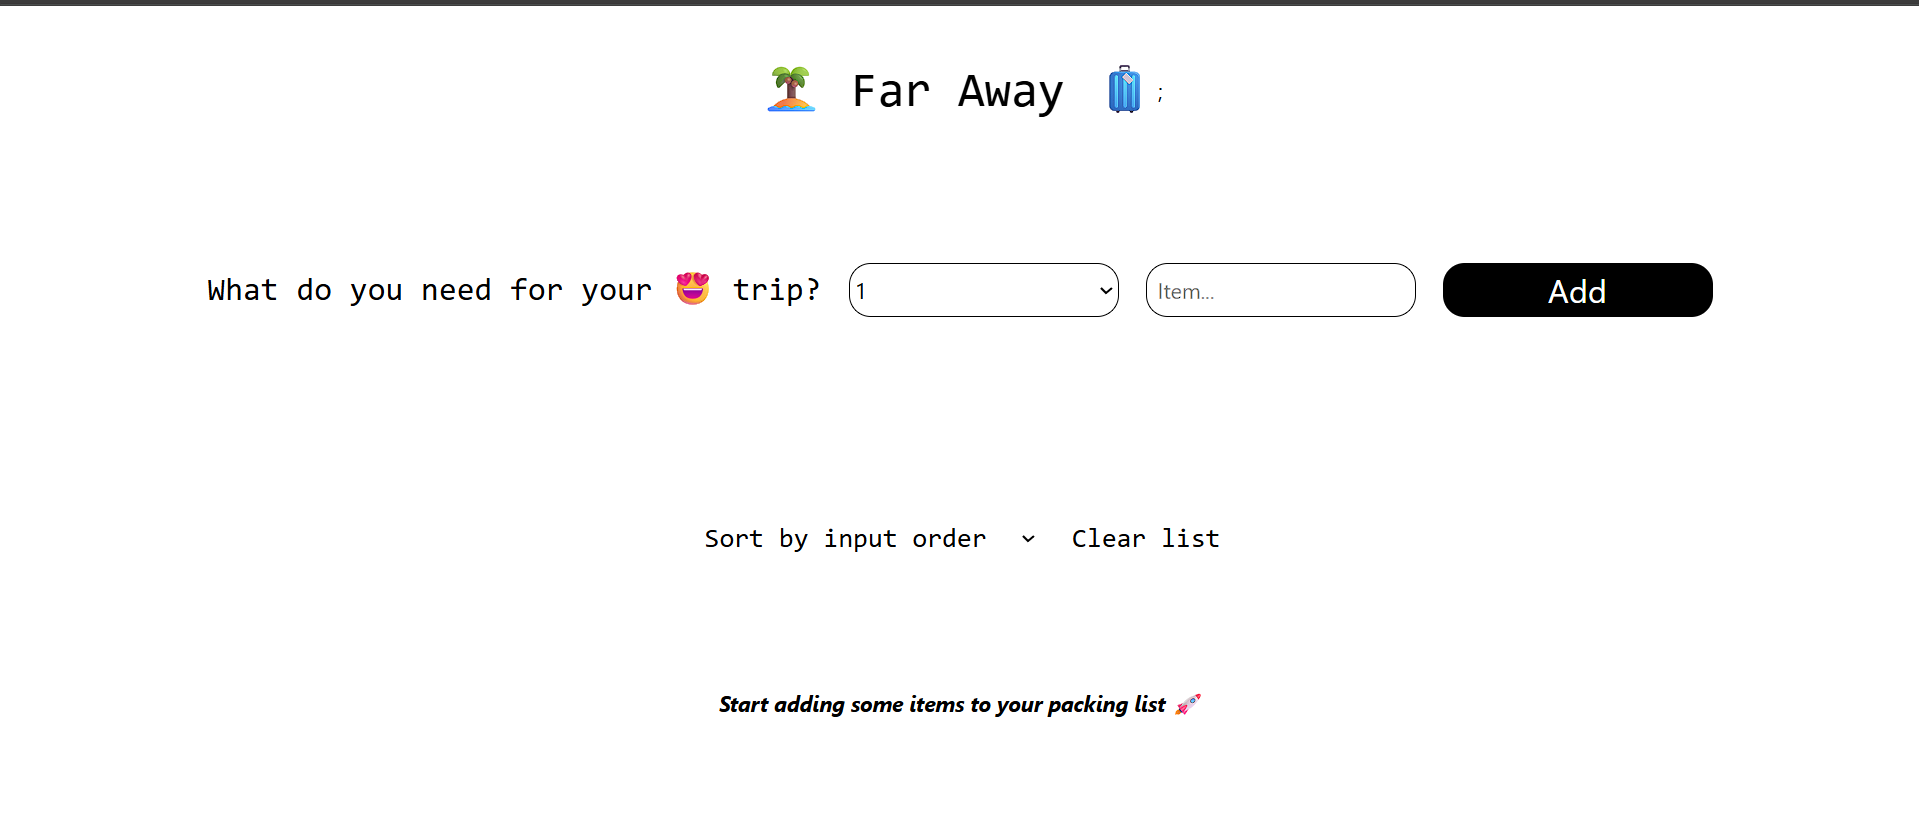 🏝️ Far Away 🧳 ;
What do you need for your 😍 trip? 1 Item... Add
Sort by input order Clear list
Start adding some items to your packing list 🚀